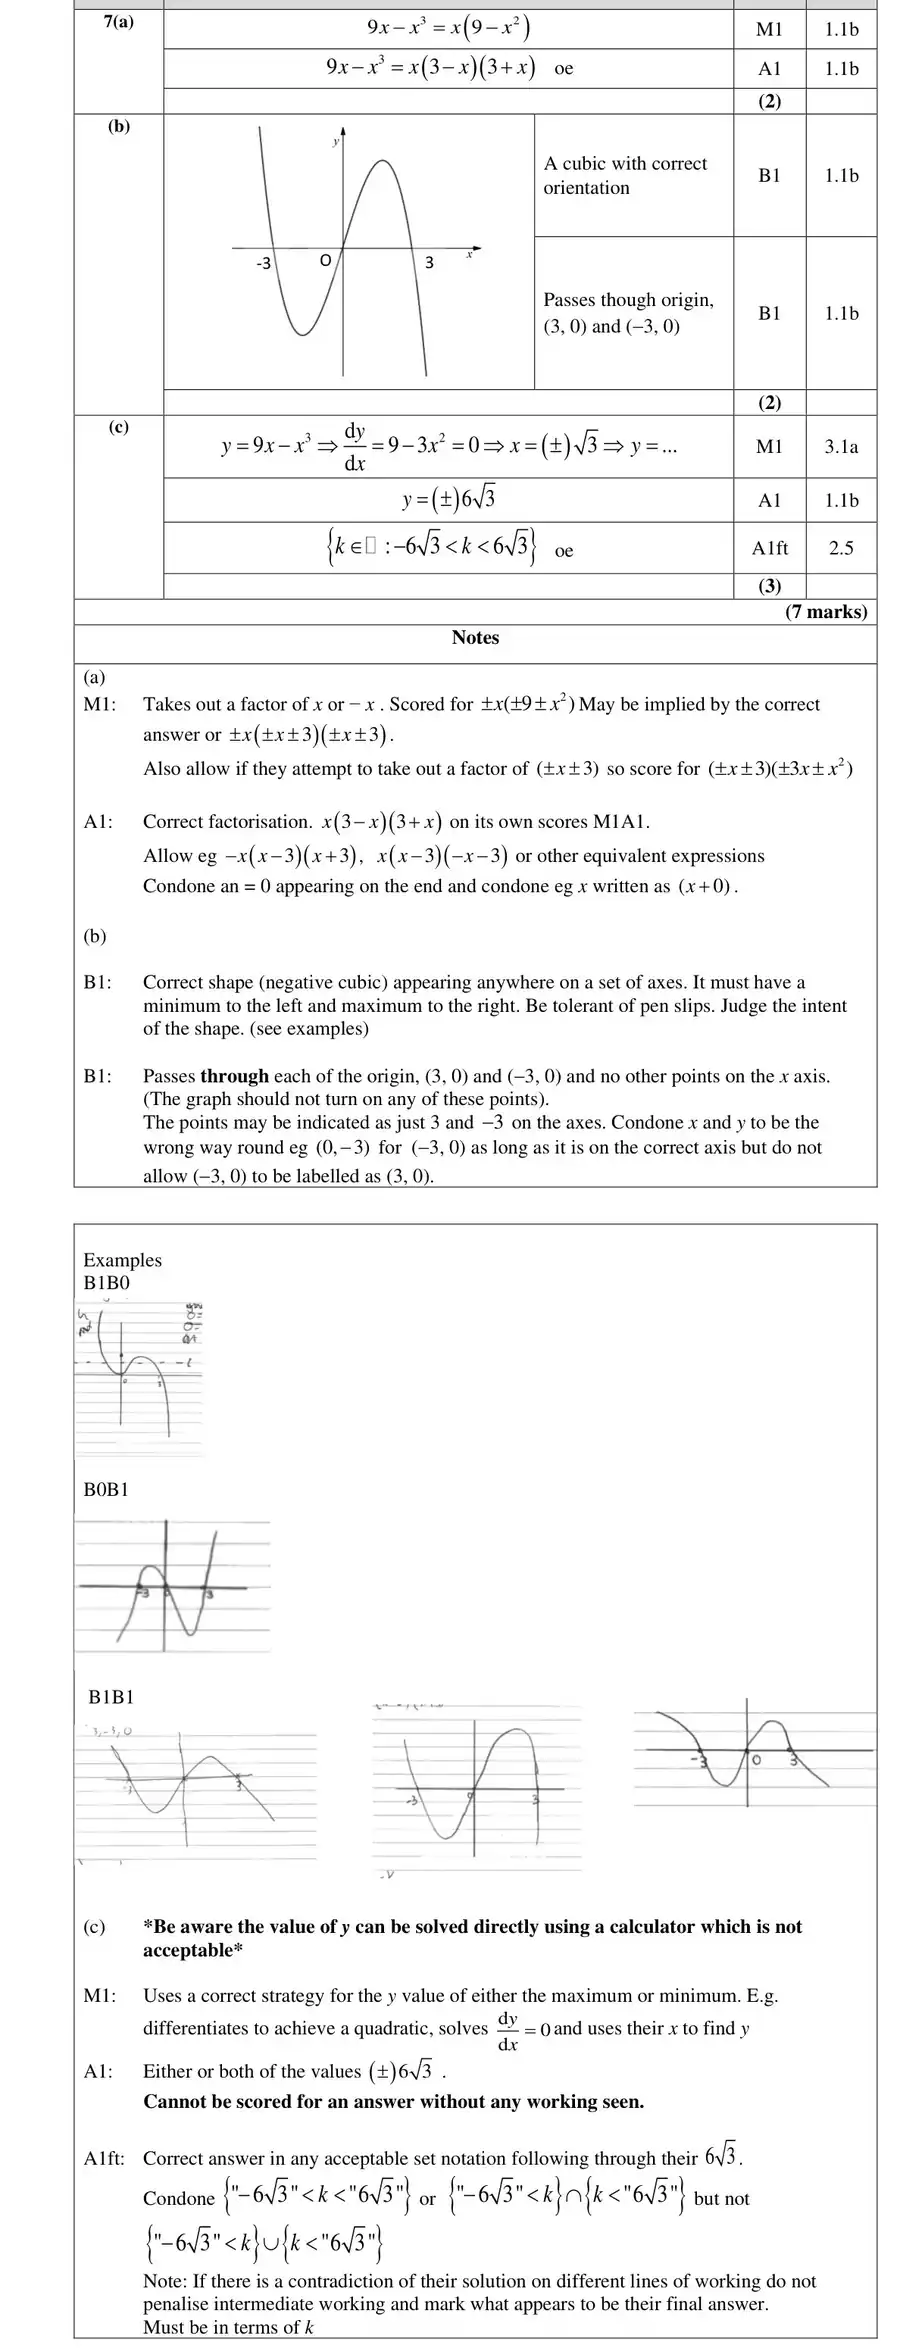 7(a) 9x − x³ = x(9 − x²) M1 1.1b
9x − x³ = x(3 − x)(3 + x) oe A1 1.1b
(2)
(b) A cubic with correct orientation B1 1.1b
y
-3 O 3 x
Passes though origin, (3, 0) and (−3, 0) B1 1.1b
(2)
(c) y = 9x − x³ ⇒ dy/dx = 9 − 3x² = 0 ⇒ x = (±)√3 ⇒ y = ... M1 3.1a
y = (±)6√3 A1 1.1b
{k ∈ □ : −6√3 < k < 6√3} oe A1ft 2.5
(3)
(7 marks)
Notes
(a)
M1: Takes out a factor of x or − x . Scored for ±x(±9 ± x²) May be implied by the correct
answer or ±x(±x ± 3)(±x ± 3).
Also allow if they attempt to take out a factor of (±x ± 3) so score for (±x ± 3)(±3x ± x²)
A1: Correct factorisation. x(3 − x)(3 + x) on its own scores M1A1.
Allow eg −x(x − 3)(x + 3), x(x − 3)(−x − 3) or other equivalent expressions
Condone an = 0 appearing on the end and condone eg x written as (x + 0).
(b)
B1: Correct shape (negative cubic) appearing anywhere on a set of axes. It must have a
minimum to the left and maximum to the right. Be tolerant of pen slips. Judge the intent
of the shape. (see examples)
B1: Passes through each of the origin, (3, 0) and (−3, 0) and no other points on the x axis.
(The graph should not turn on any of these points).
The points may be indicated as just 3 and −3 on the axes. Condone x and y to be the
wrong way round eg (0, − 3) for (−3, 0) as long as it is on the correct axis but do not
allow (−3, 0) to be labelled as (3, 0).
Examples
B1B0
0 3
B0B1
-3 0 3
B1B1
3, -3, 0
-3 3
-3 0 3
-3 0 3
(c) *Be aware the value of y can be solved directly using a calculator which is not
acceptable*
M1: Uses a correct strategy for the y value of either the maximum or minimum. E.g.
differentiates to achieve a quadratic, solves dy/dx = 0 and uses their x to find y
A1: Either or both of the values (±)6√3 .
Cannot be scored for an answer without any working seen.
A1ft: Correct answer in any acceptable set notation following through their 6√3.
Condone {"−6√3" < k < "6√3"} or {"−6√3" < k} ∩ {k < "6√3"} but not
{"−6√3" < k} ∪ {k < "6√3"}
Note: If there is a contradiction of their solution on different lines of working do not
penalise intermediate working and mark what appears to be their final answer.
Must be in terms of k